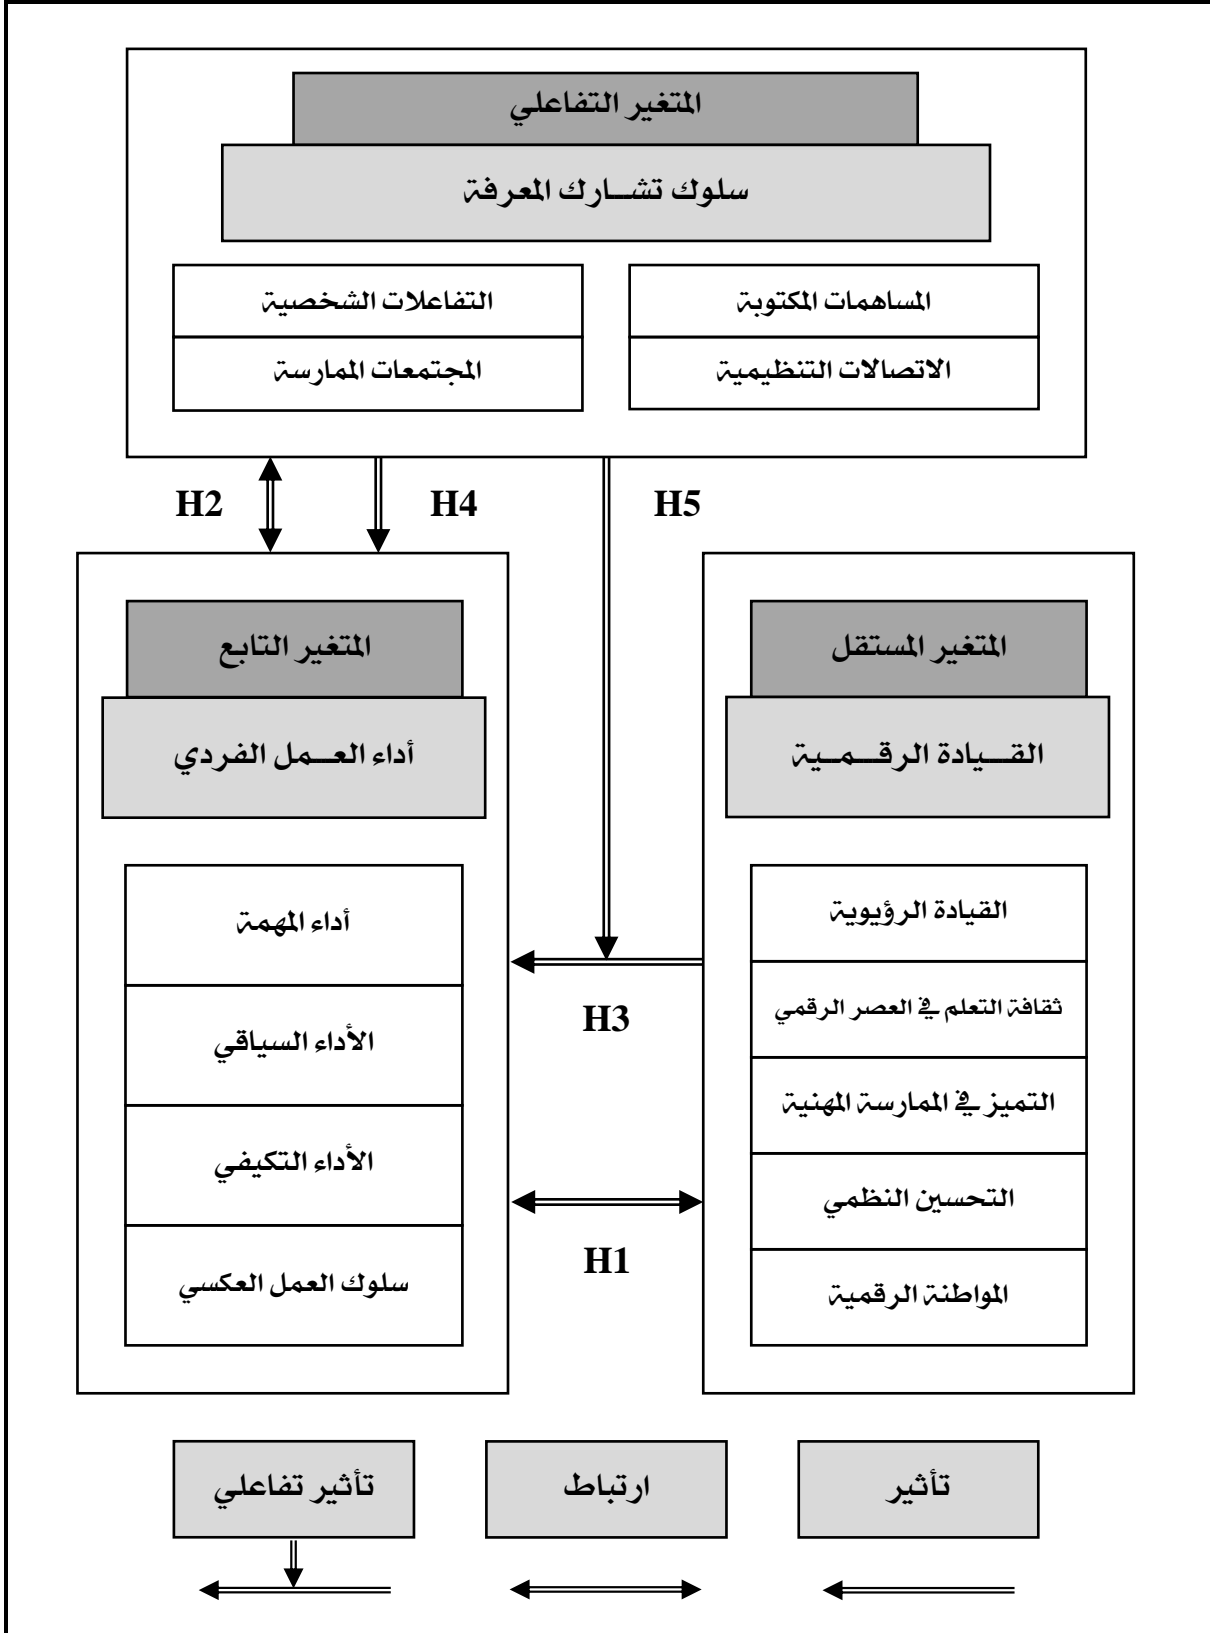 المتغير التفاعلي
سلوك تشــارك المعرفة
المساهمات المكتوبة
التفاعلات الشخصية
الاتصالات التنظيمية
المجتمعات الممارسة
H2
H4
H5
المتغير المستقل
القــيادة الرقــمــية
القيادة الرؤيوية
ثقافة التعلم في العصر الرقمي
التميز في الممارسة المهنية
التحسين النظمي
المواطنة الرقمية
H3
H1
المتغير التابع
أداء العــمل الفردي
أداء المهمة
الأداء السياقي
الأداء التكيفي
سلوك العمل العكسي
تأثير
ارتباط
تأثير تفاعلي